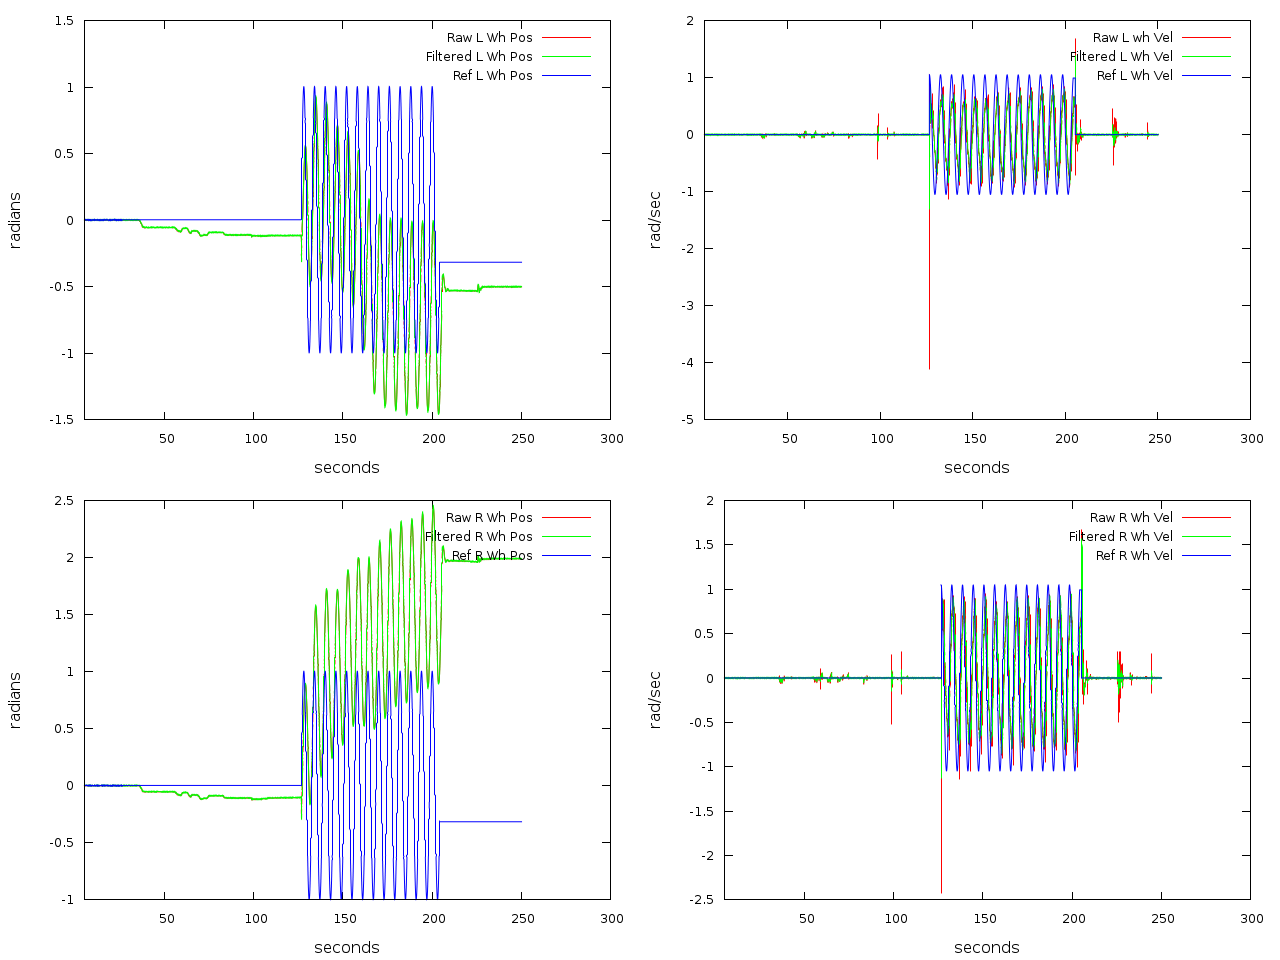 1.5
1
0.5
0
-0.5
-1
-1.5
radians
50
100
150
200
250
300
seconds
Raw L Wh Pos
Filtered L Wh Pos
Ref L Wh Pos
2
1
0
-1
-2
-3
-4
-5
rad/sec
50
100
150
200
250
300
seconds
Raw L wh Vel
Filtered L Wh Vel
Ref L Wh Vel
2.5
2
1.5
1
0.5
0
-0.5
-1
radians
50
100
150
200
250
300
seconds
Raw R Wh Pos
Filtered R Wh Pos
Ref R Wh Pos
2
1.5
1
0.5
0
-0.5
-1
-1.5
-2
-2.5
rad/sec
50
100
150
200
250
300
seconds
Raw R Wh Vel
Filtered R Wh Vel
Ref R Wh Vel